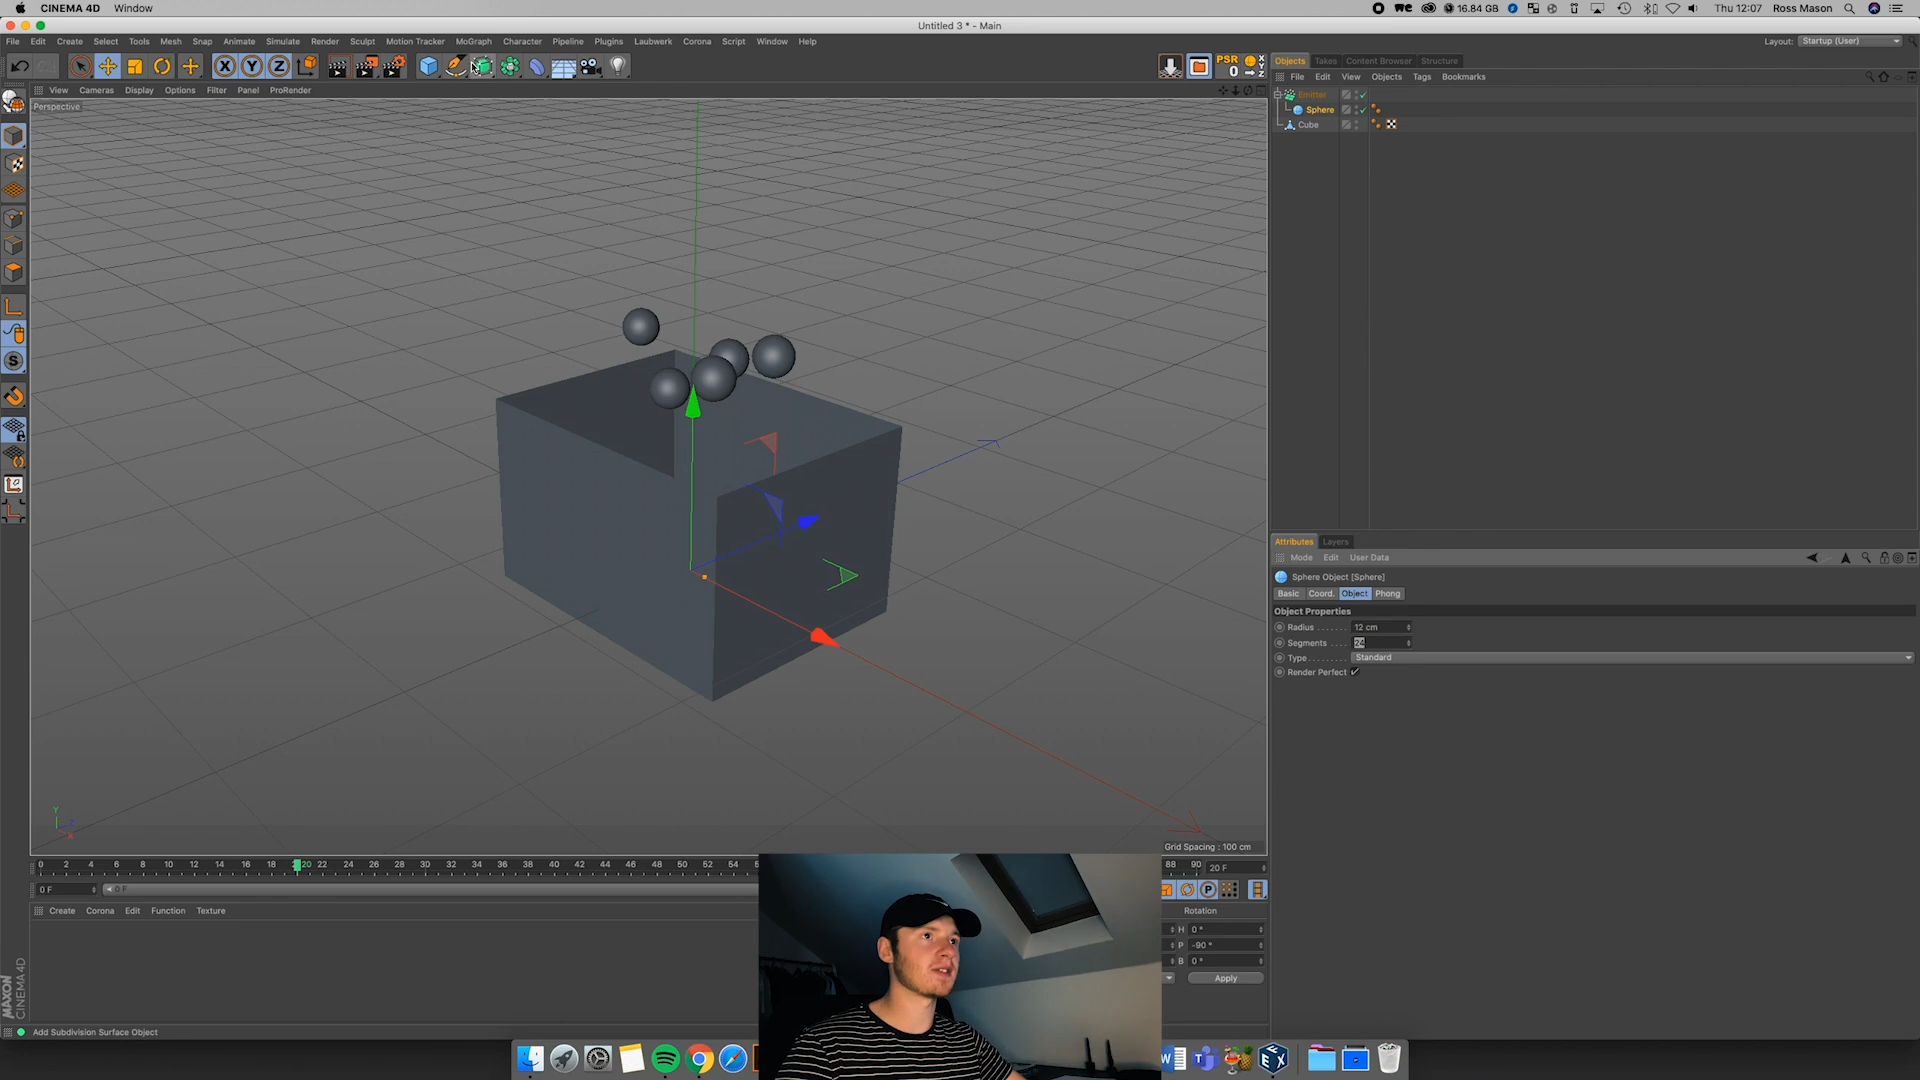 CINEMA 4D Window 16.84 GB Thu 12:07 Ross Mason
Untitled 3 * - Main
File Edit Create Select Tools Mesh Snap Animate Simulate Render Sculpt Motion Tracker MoGraph Character Pipeline Plugins Laubwerk Corona Script Window Help Layout: Startup (User)
X Y Z PSR 0
Objects Takes Content Browser Structure
File Edit View Objects Tags Bookmarks
View Cameras Display Options Filter Panel ProRender
Perspective
Emitter
Sphere
Cube
Attributes Layers
Mode Edit User Data
Sphere Object [Sphere]
Basic Coord. Object Phong
Object Properties
Radius 12 cm
Segments 24
Type Standard
Render Perfect
Y Z X
Grid Spacing : 100 cm
0 2 4 6 8 10 12 14 16 18 20 22 24 26 28 30 32 34 36 38 40 42 44 46 48 50 52 54 88 90 20 F
0 F 0 F P
Create Corona Edit Function Texture Rotation
H 0 °
P -90 °
B 0 °
Apply
MAXON CINEMA 4D
Add Subdivision Surface Object